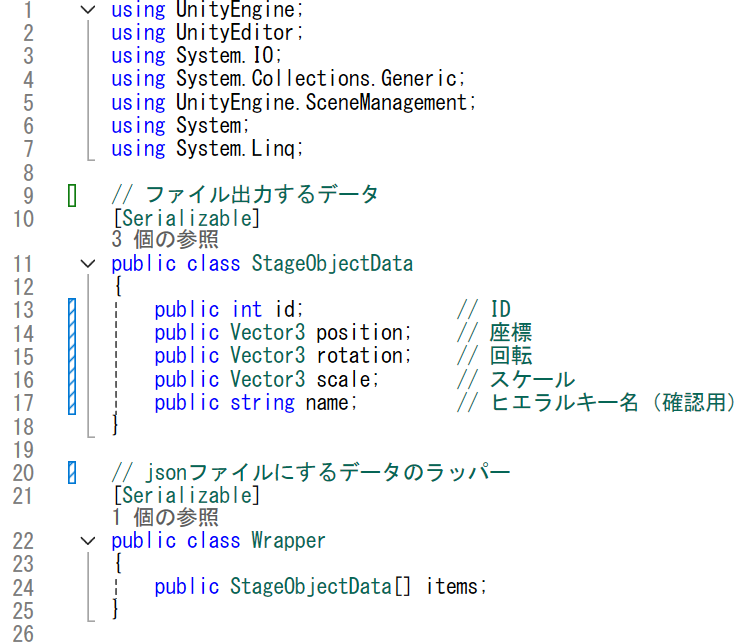 1 using UnityEngine;
2 using UnityEditor;
3 using System.IO;
4 using System.Collections.Generic;
5 using UnityEngine.SceneManagement;
6 using System;
7 using System.Linq;
8
9 // ファイル出力するデータ
10 [Serializable]
3 個の参照
11 public class StageObjectData
12 {
13 public int id; // ID
14 public Vector3 position; // 座標
15 public Vector3 rotation; // 回転
16 public Vector3 scale; // スケール
17 public string name; // ヒエラルキー名（確認用）
18 }
19
20 // jsonファイルにするデータのラッパー
21 [Serializable]
1 個の参照
22 public class Wrapper
23 {
24 public StageObjectData[] items;
25 }
26